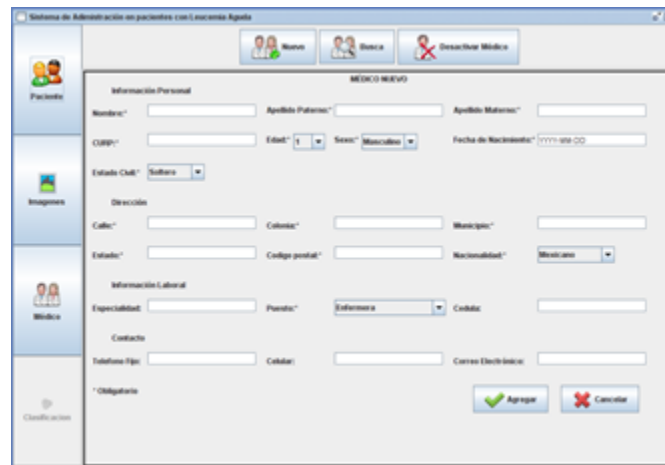 Sistema de Administración en pacientes con Leucemia Aguda
Nuevo Busca Desactivar Médico
Paciente
Imagenes
Médico
Clasificacion
MÉDICO NUEVO
Información Personal
Nombre:* Apellido Paterno:* Apellido Materno:*
CURP:* Edad:* 1 Sexo:* Masculino Fecha de Nacimiento:* YYYY-MM-DD
Estado Civil:* Soltero
Dirección
Calle:* Colonia:* Municipio:*
Estado:* Codigo postal:* Nacionalidad:* Mexicano
Información Laboral
Especialidad: Puesto:* Enfermera Cedula:
Contacto
Telefono Fijo: Celular: Correo Electrónico:
* Obligatorio
Agregar Cancelar